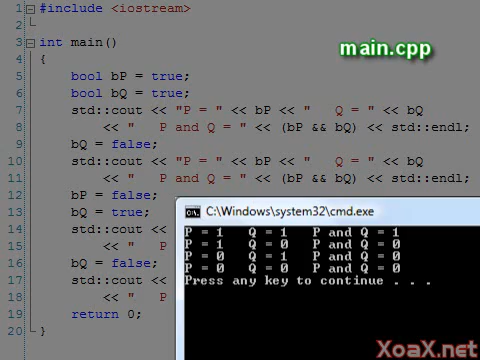 1 #include <iostream>
2
3 int main()
4 {
5 bool bP = true;
6 bool bQ = true;
7 std::cout << "P = " << bP << "   Q = " << bQ
8 << "   P and Q = " << (bP && bQ) << std::endl;
9 bQ = false;
10 std::cout << "P = " << bP << "   Q = " << bQ
11 << "   P and Q = " << (bP && bQ) << std::endl;
12 bP = false;
13 bQ = true;
14 std::cout <<
15 << "   P
16 bQ = false;
17 std::cout <<
18 << "   P
19 return 0;
20 }
main.cpp
C:\Windows\system32\cmd.exe
P = 1   Q = 1   P and Q = 1
P = 1   Q = 0   P and Q = 0
P = 0   Q = 1   P and Q = 0
P = 0   Q = 0   P and Q = 0
Press any key to continue . . .
XoaX.net